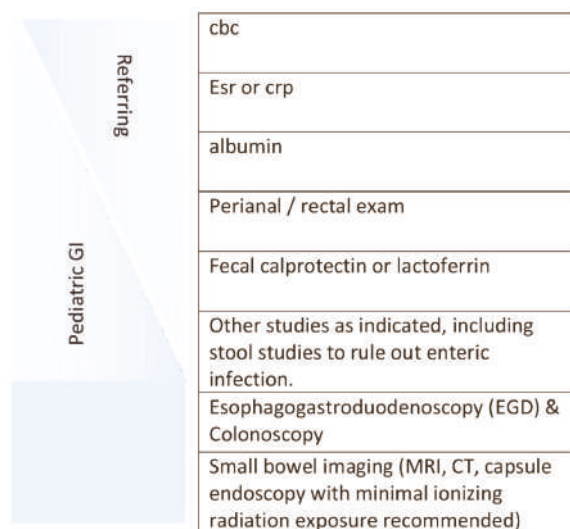 Referring
Pediatric GI
cbc
Esr or crp
albumin
Perianal / rectal exam
Fecal calprotectin or lactoferrin
Other studies as indicated, including
stool studies to rule out enteric
infection.
Esophagogastroduodenoscopy (EGD) &
Colonoscopy
Small bowel imaging (MRI, CT, capsule
endoscopy with minimal ionizing
radiation exposure recommended)